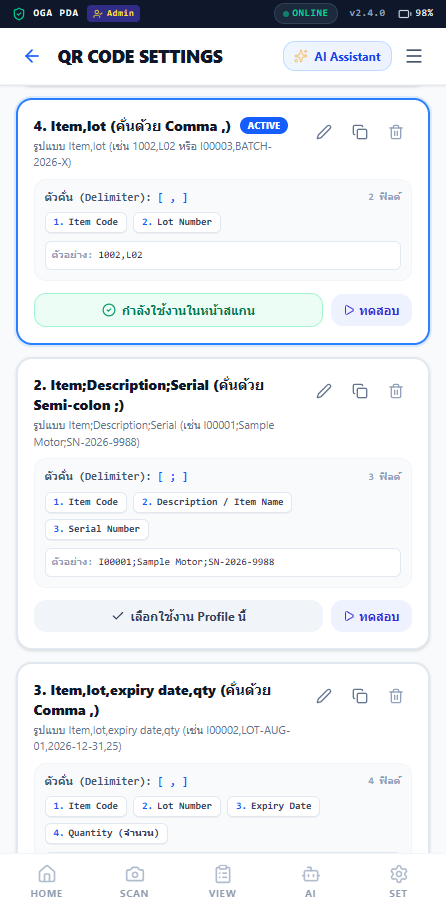 OGA PDA Admin ONLINE v2.4.0 98%
QR CODE SETTINGS AI Assistant
4. Item,lot (คั่นด้วย Comma ,) ACTIVE
รูปแบบ Item,lot (เช่น 1002,L02 หรือ I00003,BATCH-
2026-X)
ตัวคั่น (Delimiter): [ , ] 2 ฟิลด์
1. Item Code 2. Lot Number
ตัวอย่าง: 1002,L02
กำลังใช้งานในหน้าสแกน ทดสอบ
2. Item;Description;Serial (คั่นด้วย
Semi-colon ;)
รูปแบบ Item;Description;Serial (เช่น I00001;Sample
Motor;SN-2026-9988)
ตัวคั่น (Delimiter): [ ; ] 3 ฟิลด์
1. Item Code 2. Description / Item Name
3. Serial Number
ตัวอย่าง: I00001;Sample Motor;SN-2026-9988
เลือกใช้งาน Profile นี้ ทดสอบ
3. Item,lot,expiry date,qty (คั่นด้วย
Comma ,)
รูปแบบ Item,lot,expiry date,qty (เช่น I00002,LOT-AUG-
01,2026-12-31,25)
ตัวคั่น (Delimiter): [ , ] 4 ฟิลด์
1. Item Code 2. Lot Number 3. Expiry Date
4. Quantity (จำนวน)
HOME SCAN VIEW AI SET